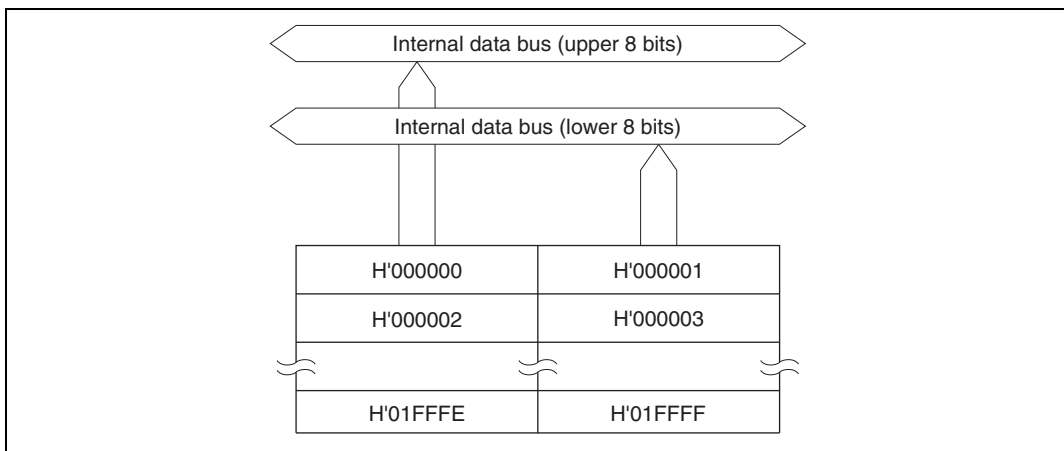 Internal data bus (upper 8 bits)
Internal data bus (lower 8 bits)
H'000000 H'000001
H'000002 H'000003
H'01FFFE H'01FFFF